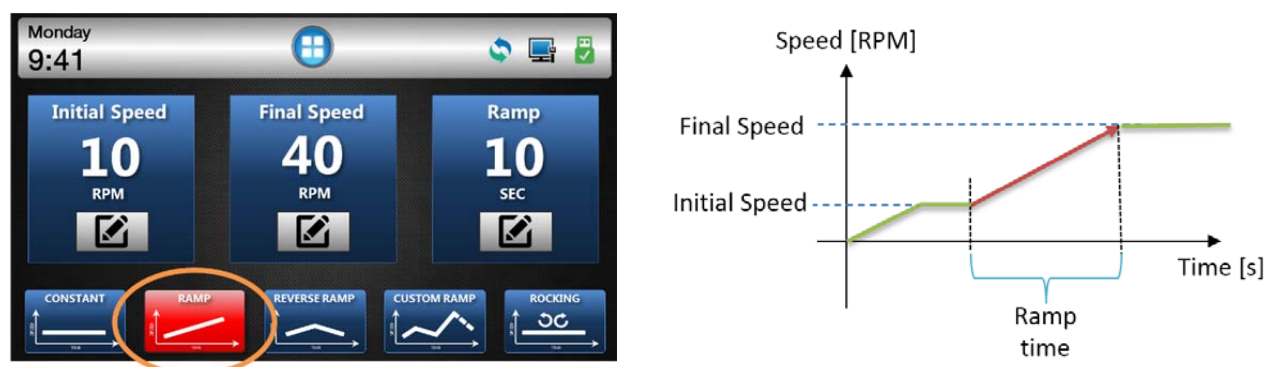 Monday
9:41
Initial Speed
10
RPM
Final Speed
40
RPM
Ramp
10
SEC
CONSTANT
RAMP
REVERSE RAMP
CUSTOM RAMP
ROCKING
Speed [RPM]
Final Speed
Initial Speed
Time [s]
Ramp
time